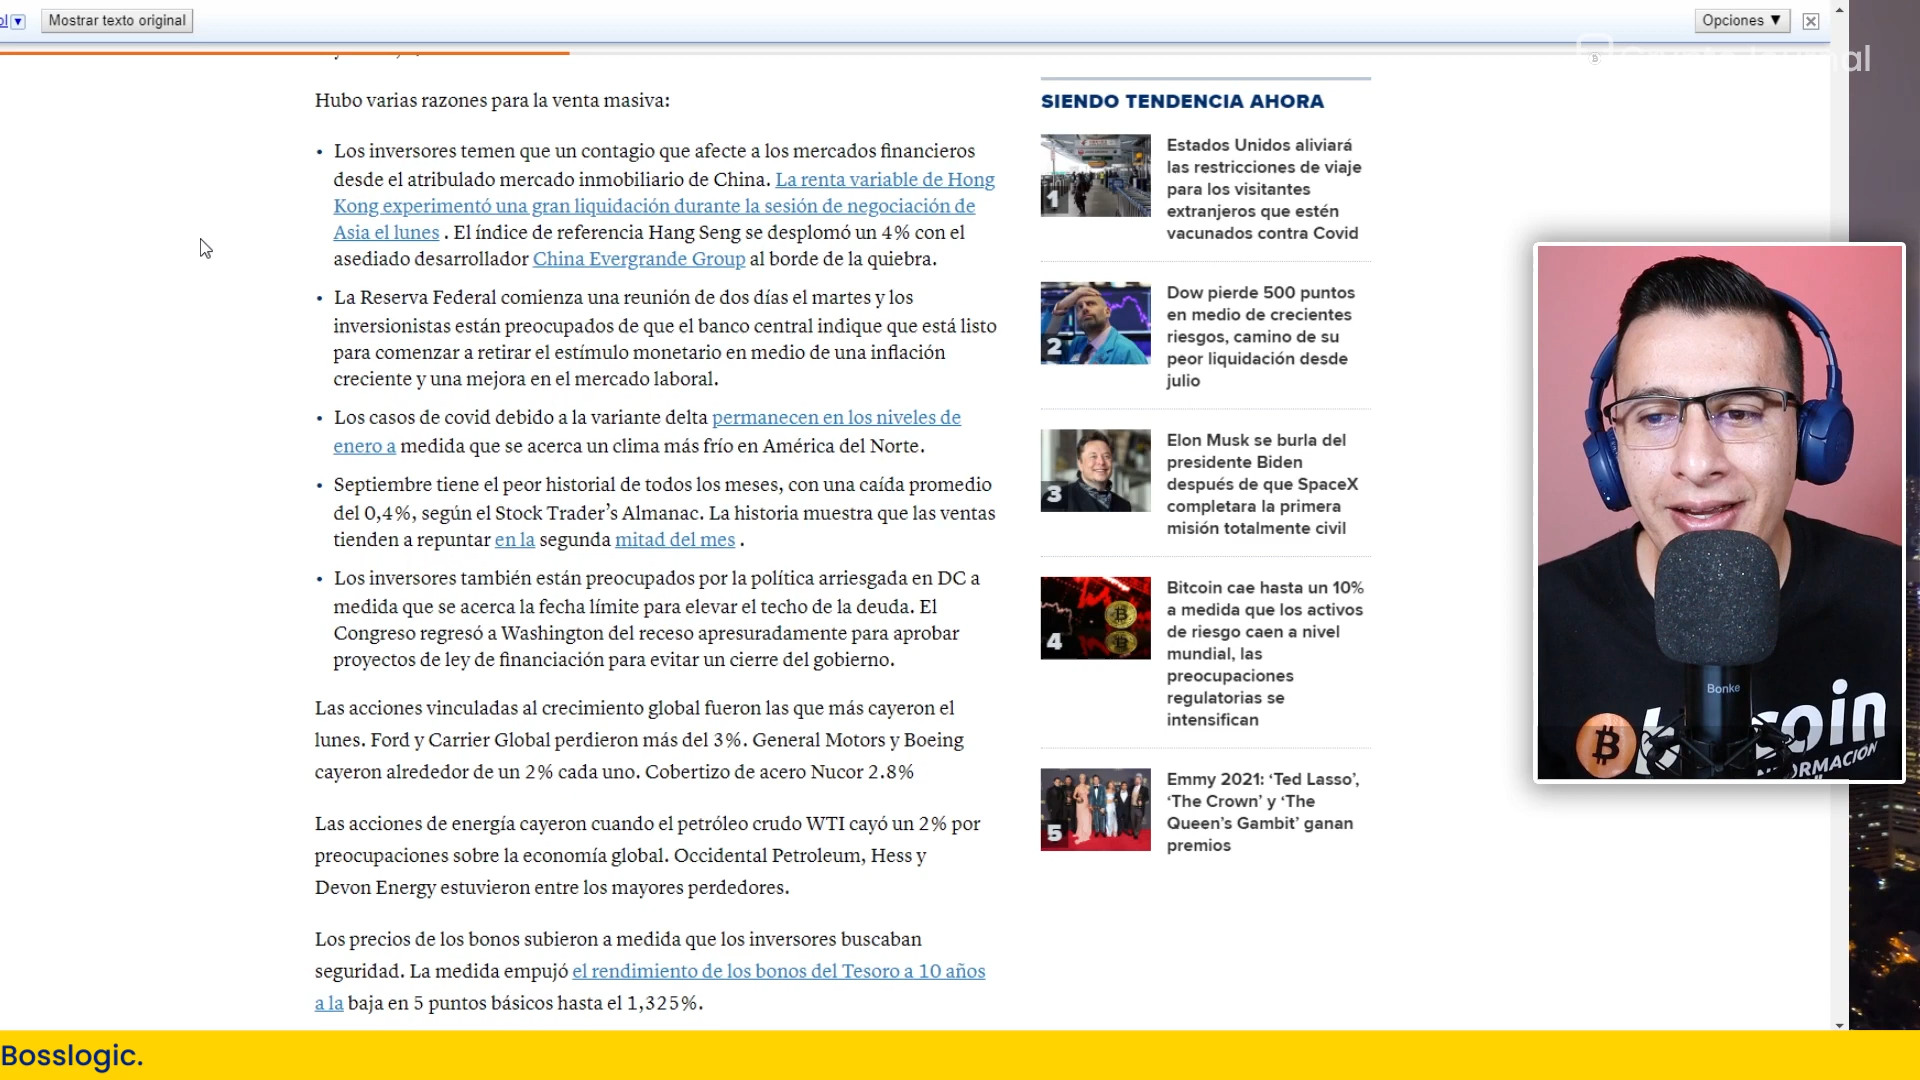 Mostrar texto original
Opciones ▼
Hubo varias razones para la venta masiva:
• Los inversores temen que un contagio que afecte a los mercados financieros
desde el atribulado mercado inmobiliario de China. La renta variable de Hong
Kong experimentó una gran liquidación durante la sesión de negociación de
Asia el lunes . El índice de referencia Hang Seng se desplomó un 4% con el
asediado desarrollador China Evergrande Group al borde de la quiebra.
• La Reserva Federal comienza una reunión de dos días el martes y los
inversionistas están preocupados de que el banco central indique que está listo
para comenzar a retirar el estímulo monetario en medio de una inflación
creciente y una mejora en el mercado laboral.
• Los casos de covid debido a la variante delta permanecen en los niveles de
enero a medida que se acerca un clima más frío en América del Norte.
• Septiembre tiene el peor historial de todos los meses, con una caída promedio
del 0,4%, según el Stock Trader’s Almanac. La historia muestra que las ventas
tienden a repuntar en la segunda mitad del mes .
• Los inversores también están preocupados por la política arriesgada en DC a
medida que se acerca la fecha límite para elevar el techo de la deuda. El
Congreso regresó a Washington del receso apresuradamente para aprobar
proyectos de ley de financiación para evitar un cierre del gobierno.
Las acciones vinculadas al crecimiento global fueron las que más cayeron el
lunes. Ford y Carrier Global perdieron más del 3%. General Motors y Boeing
cayeron alrededor de un 2% cada uno. Cobertizo de acero Nucor 2.8%
Las acciones de energía cayeron cuando el petróleo crudo WTI cayó un 2% por
preocupaciones sobre la economía global. Occidental Petroleum, Hess y
Devon Energy estuvieron entre los mayores perdedores.
Los precios de los bonos subieron a medida que los inversores buscaban
seguridad. La medida empujó el rendimiento de los bonos del Tesoro a 10 años
a la baja en 5 puntos básicos hasta el 1,325%.
SIENDO TENDENCIA AHORA
1
Estados Unidos aliviará
las restricciones de viaje
para los visitantes
extranjeros que estén
vacunados contra Covid
2
Dow pierde 500 puntos
en medio de crecientes
riesgos, camino de su
peor liquidación desde
julio
3
Elon Musk se burla del
presidente Biden
después de que SpaceX
completara la primera
misión totalmente civil
4
Bitcoin cae hasta un 10%
a medida que los activos
de riesgo caen a nivel
mundial, las
preocupaciones
regulatorias se
intensifican
5
Emmy 2021: ‘Ted Lasso’,
‘The Crown’ y ‘The
Queen’s Gambit’ ganan
premios
Bonke
Bosslogic.